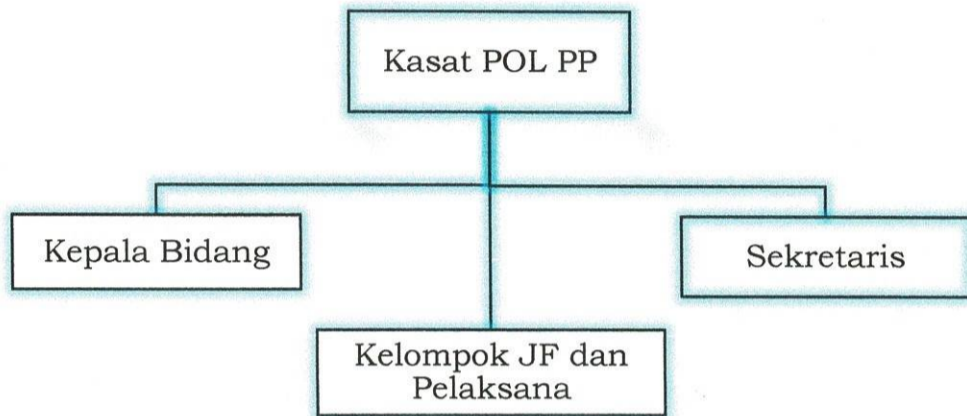 Kasat POL PP
Kepala Bidang
Sekretaris
Kelompok JF dan
Pelaksana